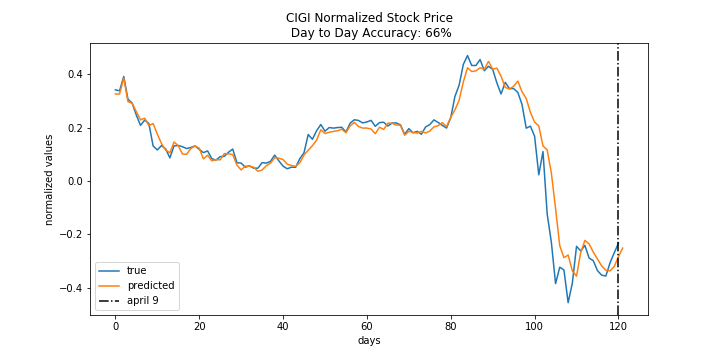 CIGI Normalized Stock Price
Day to Day Accuracy: 66%
normalized values
0.4
0.2
0.0
−0.2
−0.4
true
predicted
april 9
0 20 40 60 80 100 120
days